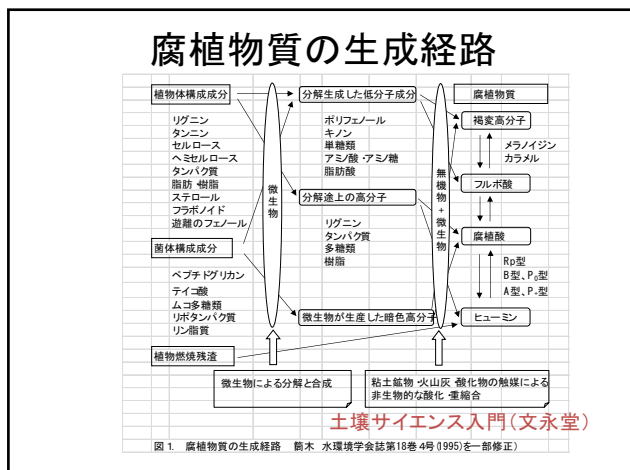 腐植物質の生成経路
植物体構成成分
リグニン
タンニン
セルロース
ヘミセルロース
タンパク質
脂肪・樹脂
ステロール
フラボノイド
遊離のフェノール
菌体構成成分
ペプチドグリカン
テイコ酸
ムコ多糖類
リポタンパク質
リン脂質
植物燃焼残渣
微生物
分解生成した低分子成分
ポリフェノール
キノン
単糖類
アミノ酸・アミノ糖
脂肪酸
分解途上の高分子
リグニン
タンパク質
多糖類
樹脂
微生物が生産した暗色高分子
無機物+微生物
腐植物質
褐変高分子
メラノイジン
カラメル
フルボ酸
腐植酸
Rp型
B型、P₀型
A型、P₊型
ヒューミン
微生物による分解と合成
粘土鉱物・火山灰・酸化物の触媒による
非生物的な酸化・重縮合
土壌サイエンス入門(文永堂)
図1. 腐植物質の生成経路 筒木 水環境学会誌第18巻4号(1995)を一部修正)